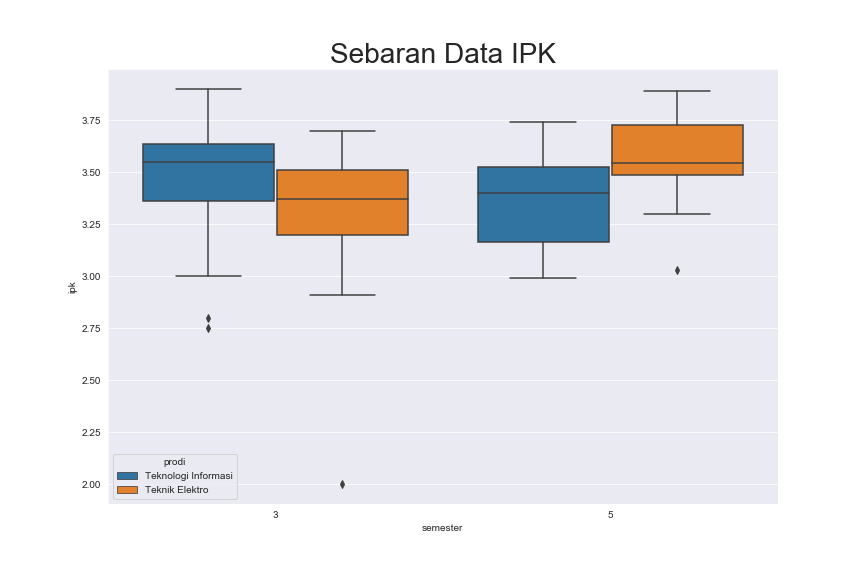 Sebaran Data IPK
3.75
3.50
3.25
3.00
2.75
2.50
2.25
2.00
ipk
prodi
Teknologi Informasi
Teknik Elektro
3
5
semester